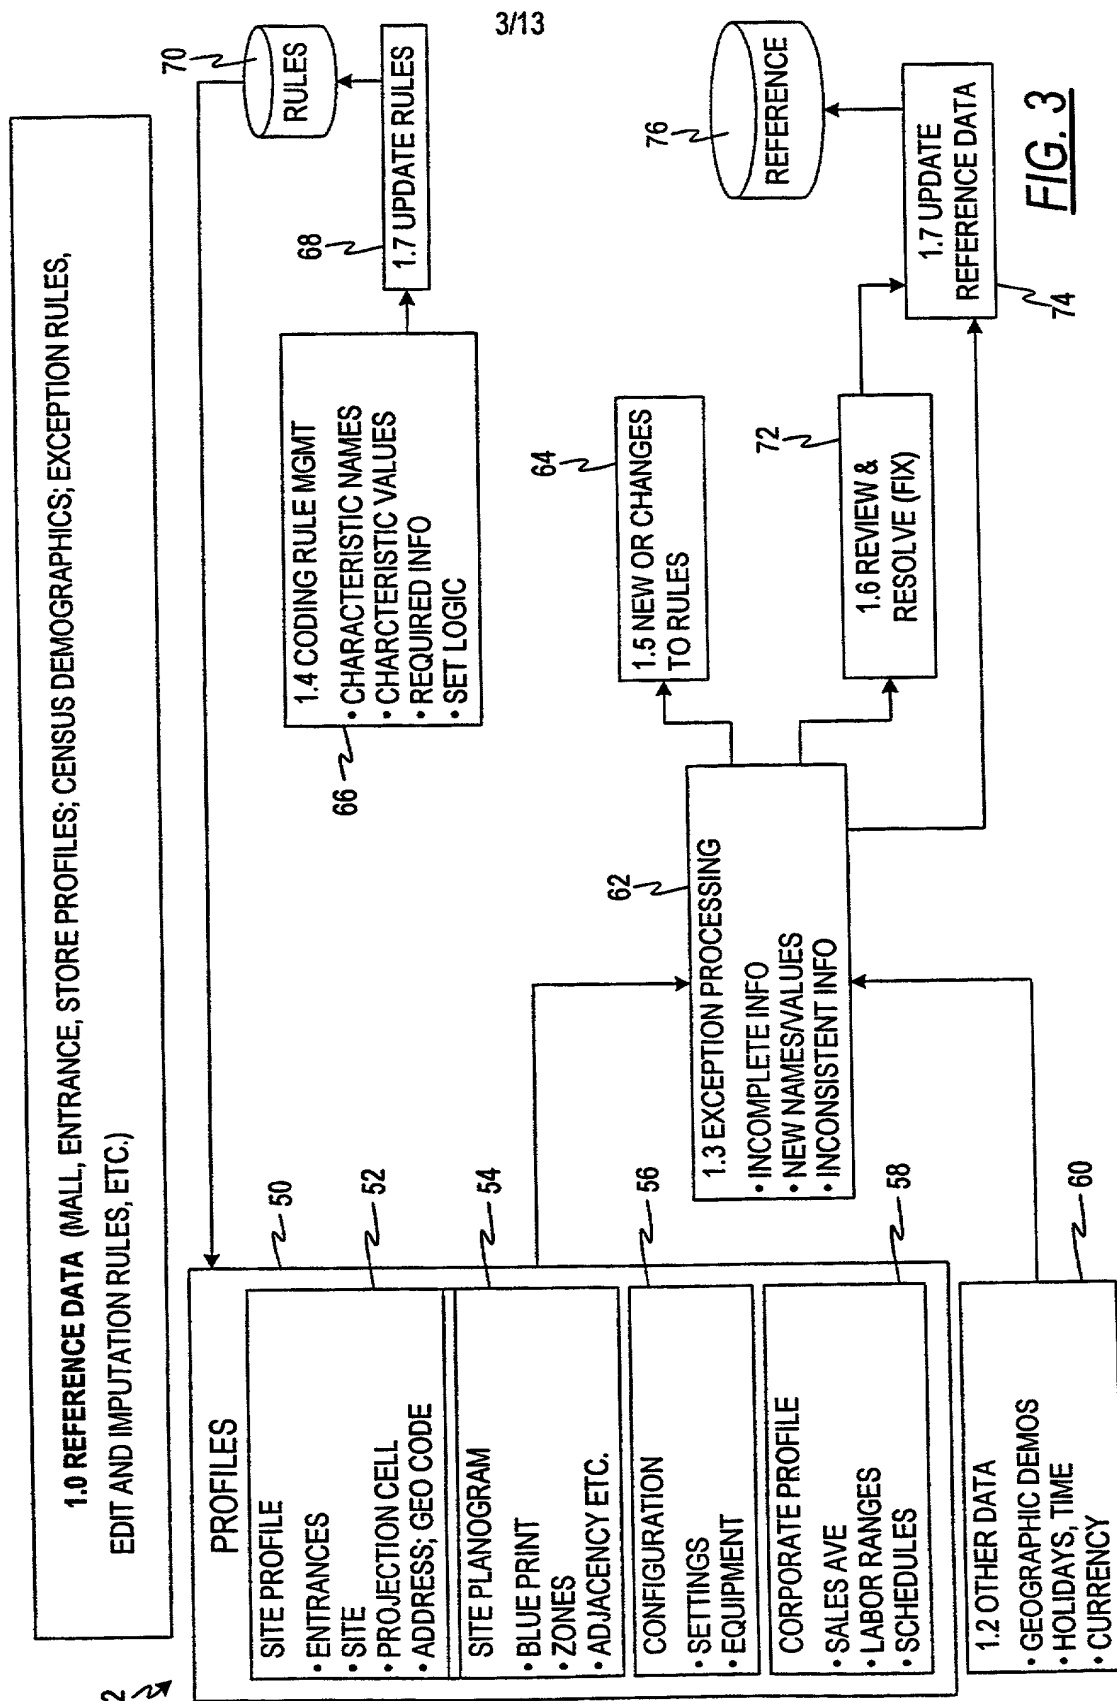 3/13
1.0 REFERENCE DATA (MALL, ENTRANCE, STORE PROFILES; CENSUS DEMOGRAPHICS; EXCEPTION RULES,
EDIT AND IMPUTATION RULES, ETC.)
2
PROFILES
50
SITE PROFILE
• ENTRANCES
• SITE
• PROJECTION CELL
• ADDRESS; GEO CODE
52
SITE PLANOGRAM
• BLUE PRINT
• ZONES
• ADJACENCY ETC.
54
CONFIGURATION
• SETTINGS
• EQUIPMENT
56
CORPORATE PROFILE
• SALES AVE
• LABOR RANGES
• SCHEDULES
58
1.2 OTHER DATA
• GEOGRAPHIC DEMOS
• HOLIDAYS, TIME
• CURRENCY
60
62
1.3 EXCEPTION PROCESSING
• INCOMPLETE INFO
• NEW NAMES/VALUES
• INCONSISTENT INFO
66
1.4 CODING RULE MGMT
• CHARACTERISTIC NAMES
• CHARCTERISTIC VALUES
• REQUIRED INFO
• SET LOGIC
64
1.5 NEW OR CHANGES
TO RULES
72
1.6 REVIEW &
RESOLVE (FIX)
68
1.7 UPDATE RULES
70
RULES
74
1.7 UPDATE
REFERENCE DATA
76
REFERENCE
FIG. 3